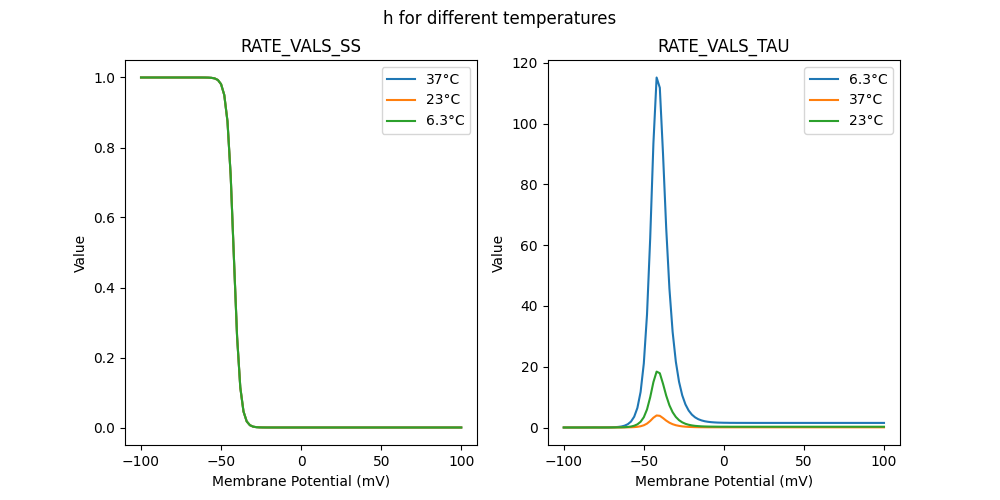 h for different temperatures
RATE_VALS_SS
1.0
0.8
0.6
0.4
0.2
0.0
Value
37°C
23°C
6.3°C
−100
−50
0
50
100
Membrane Potential (mV)
RATE_VALS_TAU
120
100
80
60
40
20
0
Value
6.3°C
37°C
23°C
−100
−50
0
50
100
Membrane Potential (mV)